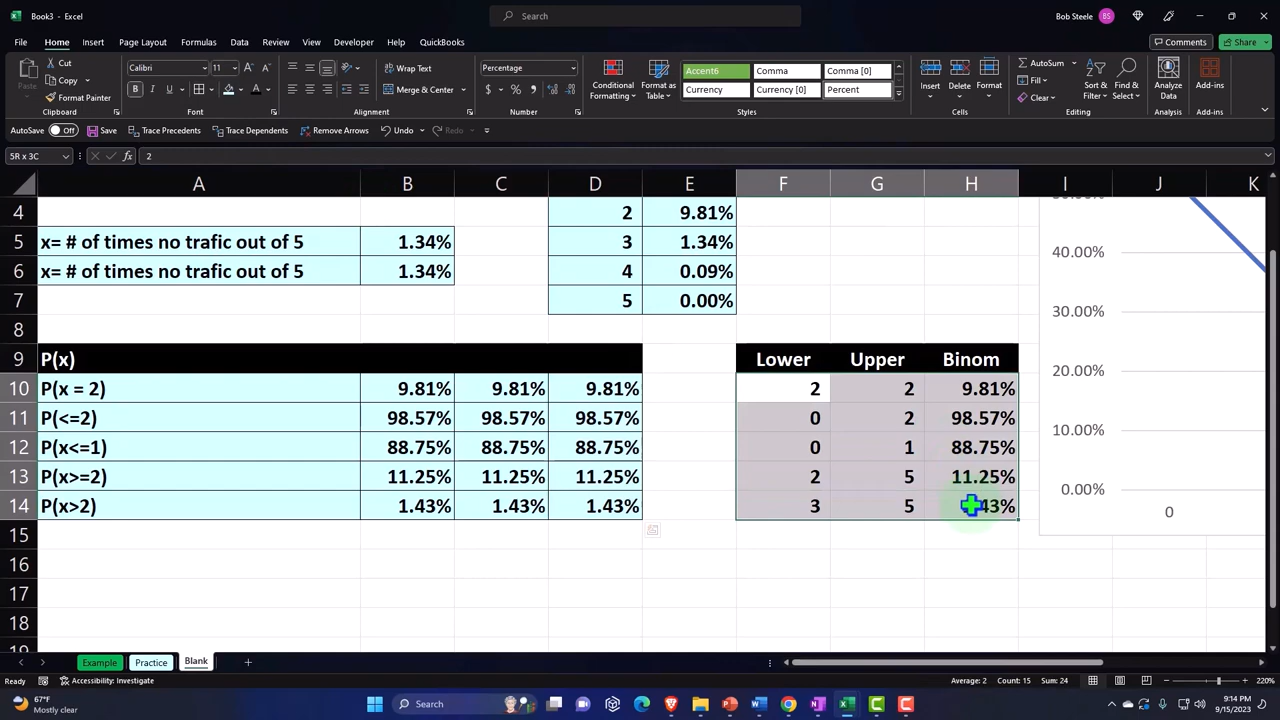 Book3 - Excel
Search
Bob Steele
BS
File Home Insert Page Layout Formulas Data Review View Developer Help QuickBooks
Comments
Share
Cut
Copy
Format Painter
Paste
Clipboard
Calibri
11
B I U
Font
Wrap Text
Merge & Center
Alignment
Percentage
$ % 9
Number
Conditional Formatting
Format as Table
Accent6 Comma Comma [0]
Currency Currency [0] Percent
Styles
Insert Delete Format
Cells
AutoSum
Fill
Clear
Sort & Filter
Find & Select
Editing
Analyze Data
Analysis
Add-ins
Add-ins
AutoSave Off Save Trace Precedents Trace Dependents Remove Arrows Undo Redo
5R x 3C
fx 2
A B C D E F G H I J K
4 2 9.81%
5 x= # of times no trafic out of 5 1.34% 3 1.34%
6 x= # of times no trafic out of 5 1.34% 4 0.09%
7 5 0.00%
8
9 P(x) Lower Upper Binom
10 P(x = 2) 9.81% 9.81% 9.81% 2 2 9.81%
11 P(<=2) 98.57% 98.57% 98.57% 0 2 98.57%
12 P(x<=1) 88.75% 88.75% 88.75% 0 1 88.75%
13 P(x>=2) 11.25% 11.25% 11.25% 2 5 11.25%
14 P(x>2) 1.43% 1.43% 1.43% 3 5
15
16
17
18
40.00%
30.00%
20.00%
10.00%
0.00%
0
Example Practice Blank
Ready Accessibility: Investigate
Average: 2 Count: 15 Sum: 24
220%
67°F
Mostly clear
Search
9:14 PM
9/15/2023